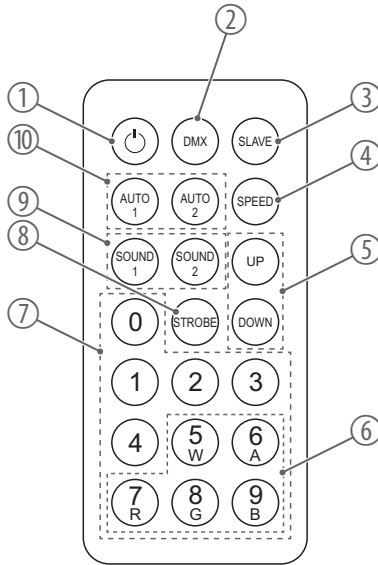 ②
① ③
DMX SLAVE
⑩ ④
AUTO 1 AUTO 2 SPEED
⑨
SOUND 1 SOUND 2 UP ⑤
⑧
⑦ 0 STROBE DOWN
1 2 3
4 5 W 6 A ⑥
7 R 8 G 9 B